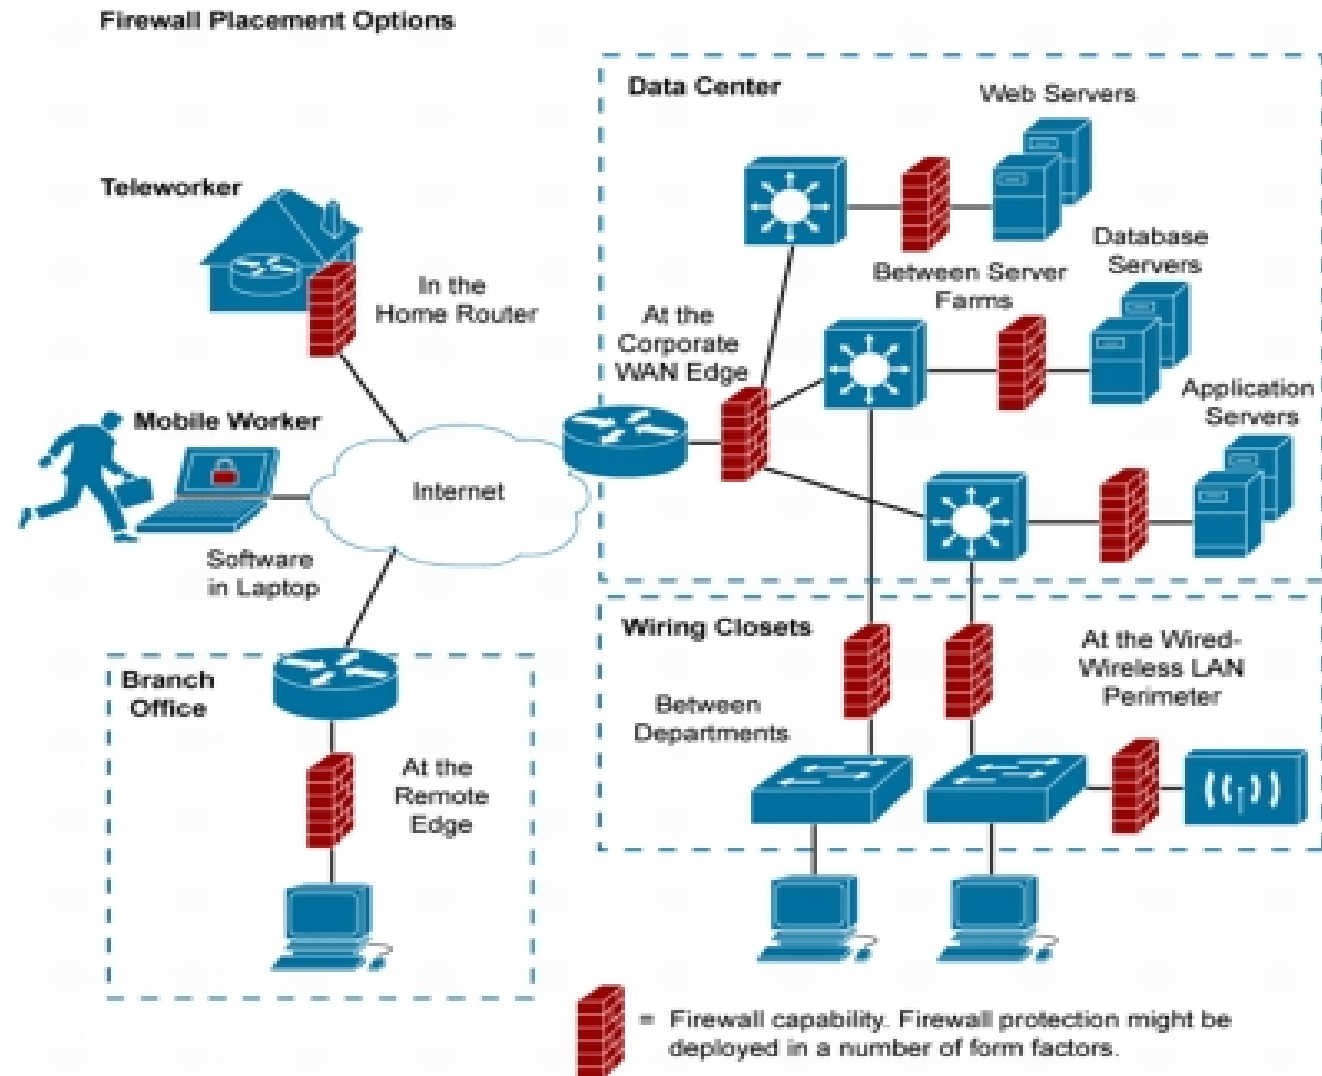 Firewall Placement Options
Data Center
Web Servers
Teleworker
In the
Home Router
Database
Servers
Between Server
Farms
At the
Corporate
WAN Edge
Application
Servers
Mobile Worker
Internet
Software
in Laptop
Wiring Closets
At the Wired-
Wireless LAN
Perimeter
Between
Departments
Branch
Office
At the
Remote
Edge
= Firewall capability. Firewall protection might be
deployed in a number of form factors.